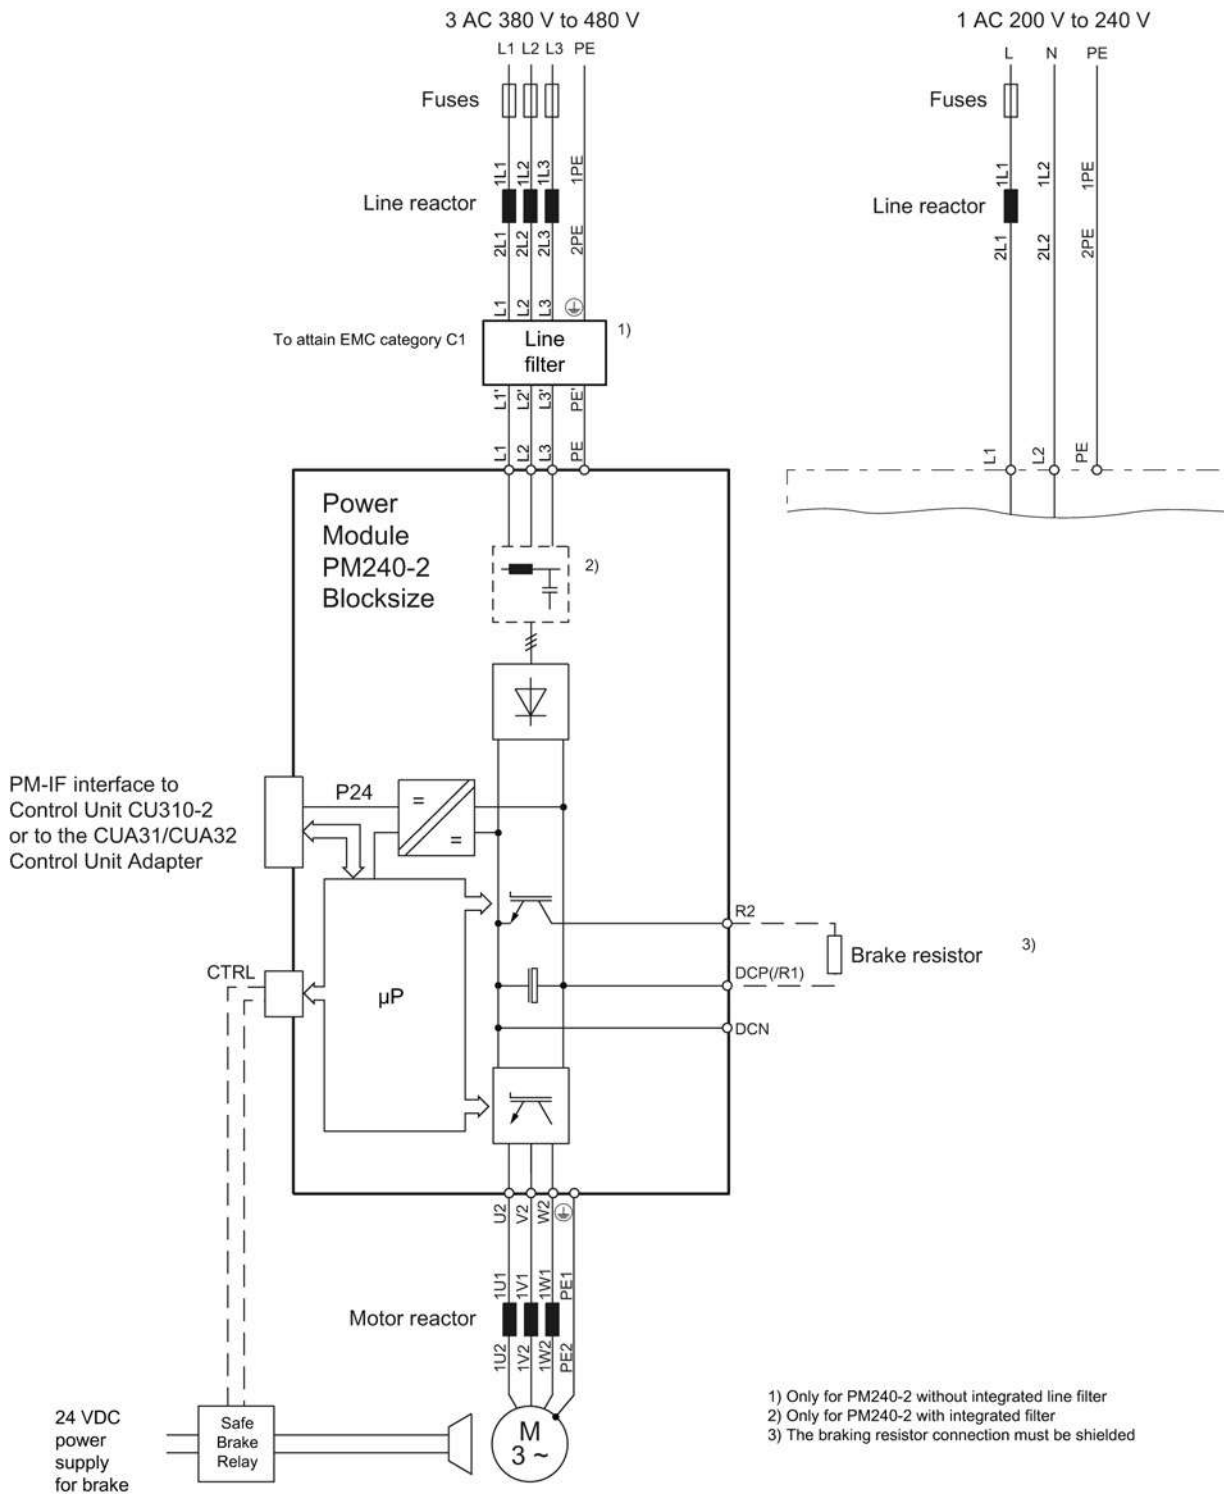 3 AC 380 V to 480 V
1 AC 200 V to 240 V
L1 L2 L3 PE
L N PE
Fuses
Fuses
1L1 1L2 1L3 1PE
1L1 1L2 1PE
Line reactor
Line reactor
2L1 2L2 2L3 2PE
2L1 2L2 2PE
L1 L2 L3
To attain EMC category C1
Line
filter
1)
L1' L2' L3' PE'
L1 L2 L3 PE
L1 L2 PE
Power
Module
PM240-2
Blocksize
2)
PM-IF interface to
Control Unit CU310-2
or to the CUA31/CUA32
Control Unit Adapter
P24
=
=
R2
Brake resistor
3)
CTRL
DCP(/R1)
µP
DCN
U2 V2 W2
1U1 1V1 1W1 PE1
Motor reactor
1U2 1V2 1W2 PE2
24 VDC
power
supply
for brake
Safe
Brake
Relay
M
3 ~
1) Only for PM240-2 without integrated line filter
2) Only for PM240-2 with integrated filter
3) The braking resistor connection must be shielded